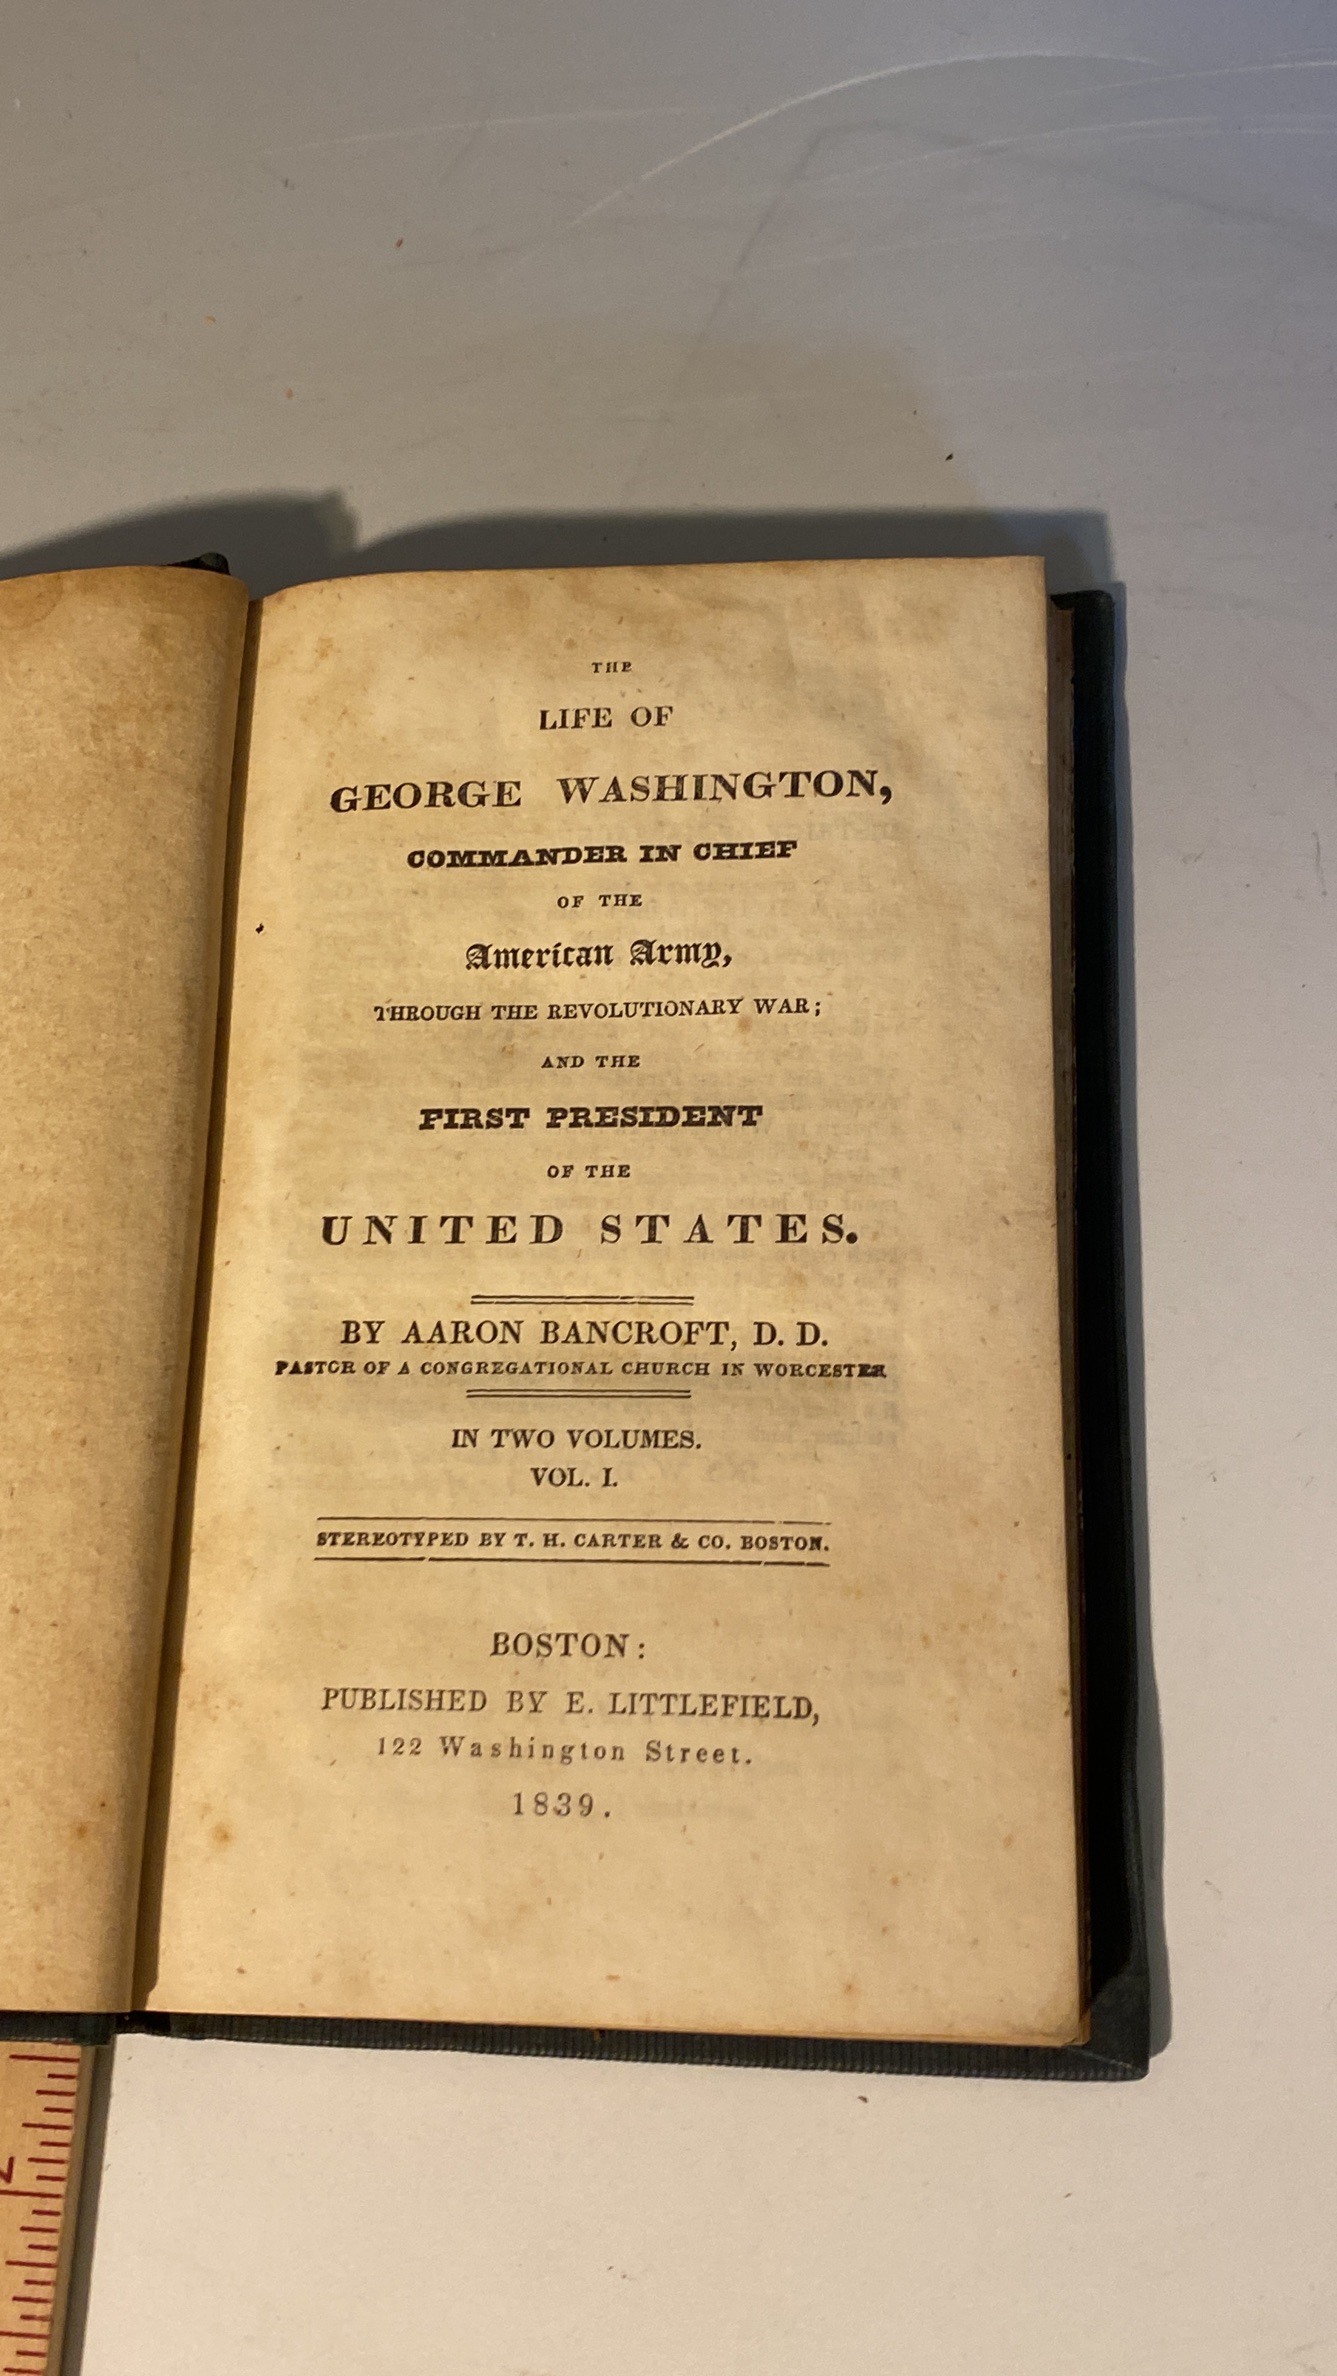 THE
LIFE OF
GEORGE WASHINGTON,
COMMANDER IN CHIEF
OF THE
American Army,
THROUGH THE REVOLUTIONARY WAR;
AND THE
FIRST PRESIDENT
OF THE
UNITED STATES.
BY AARON BANCROFT, D. D.
PASTOR OF A CONGREGATIONAL CHURCH IN WORCESTER
IN TWO VOLUMES.
VOL. I.
STEREOTYPED BY T. H. CARTER & CO. BOSTON.
BOSTON:
PUBLISHED BY E. LITTLEFIELD,
122 Washington Street.
1839.
2